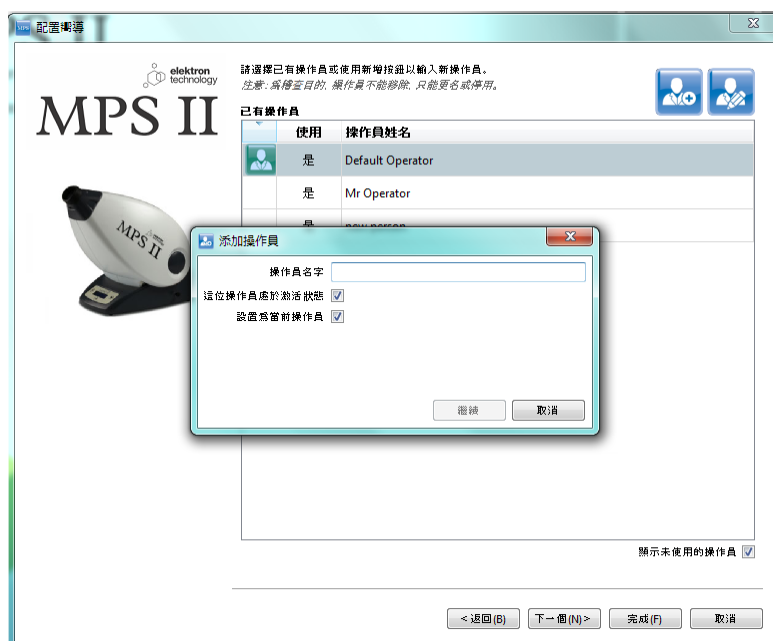 MPS 配置嚮導
elektron
technology
MPS II
MPS II
請選擇已有操作員或使用新增按鈕以輸入新操作員。
注意:爲稽查目的, 操作員不能移除, 只能更名或停用。
已有操作員
使用 操作員姓名
是 Default Operator
是 Mr Operator
是 new person
添加操作員
操作員名字
這位操作員處於激活狀態
設置爲當前操作員
繼續 取消
顯示未使用的操作員
< 返回(B) 下一個(N) > 完成(F) 取消